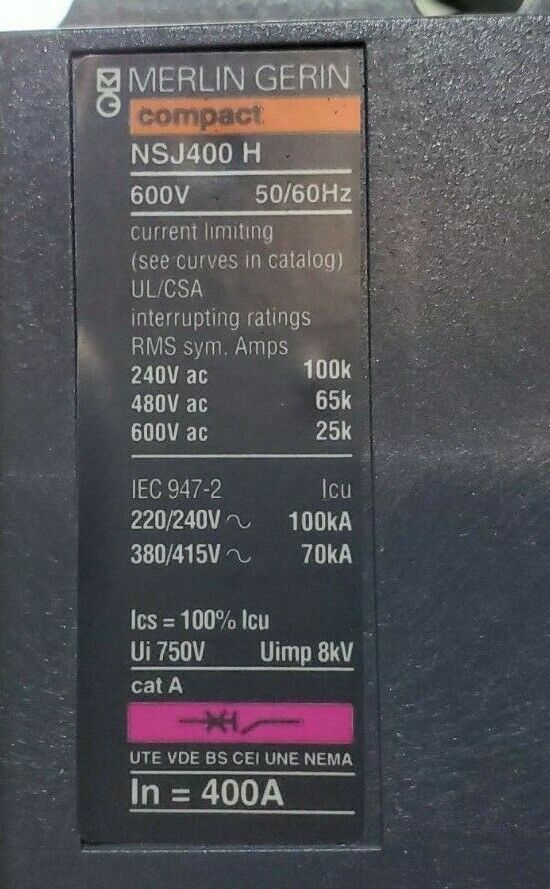 MERLIN GERIN
compact
NSJ400 H
600V 50/60Hz
current limiting
(see curves in catalog)
UL/CSA
interrupting ratings
RMS sym. Amps
240V ac 100k
480V ac 65k
600V ac 25k
IEC 947-2 Icu
220/240V ~ 100kA
380/415V ~ 70kA
Ics = 100% Icu
Ui 750V Uimp 8kV
cat A
UTE VDE BS CEI UNE NEMA
In = 400A